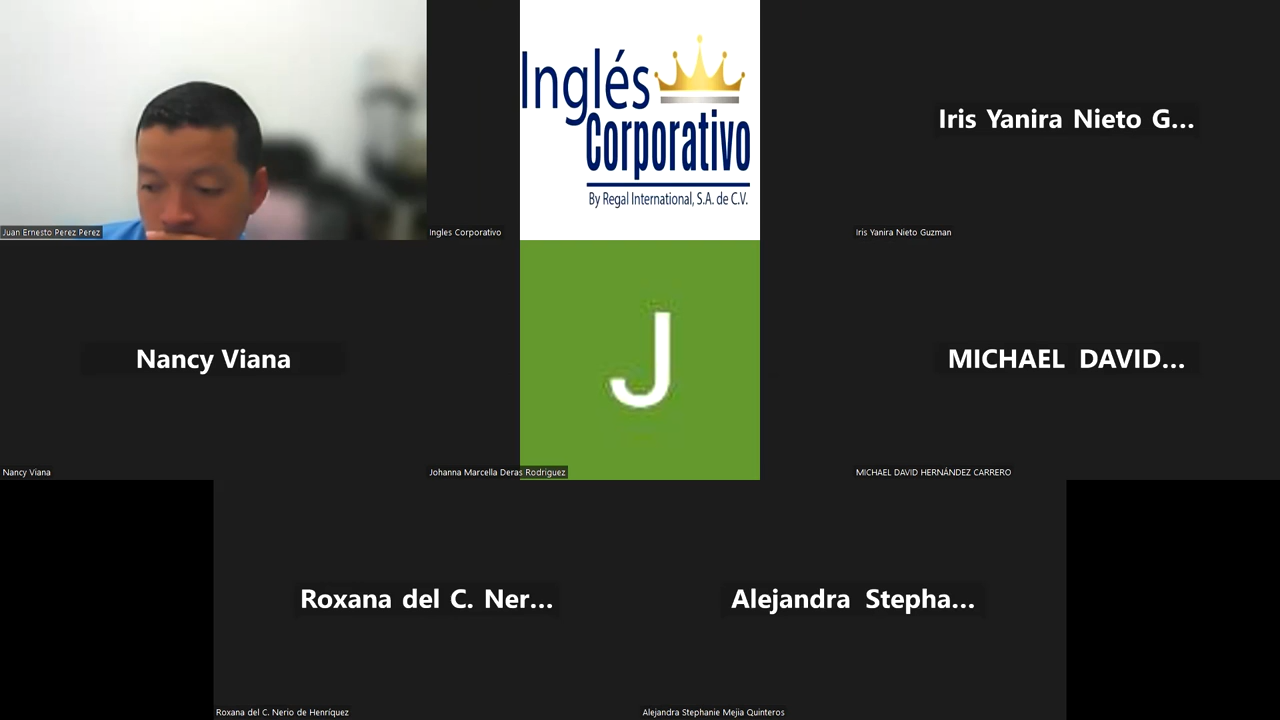 Juan Ernesto Perez Perez
Inglés
Corporativo
By Regal International, S.A. de C.V.
Ingles Corporativo
Iris Yanira Nieto G...
Iris Yanira Nieto Guzman
Nancy Viana
Nancy Viana
J
Johanna Marcella Deras Rodriguez
MICHAEL DAVID...
MICHAEL DAVID HERNÁNDEZ CARRERO
Roxana del C. Ner...
Roxana del C. Nerio de Henríquez
Alejandra Stepha...
Alejandra Stephanie Mejia Quinteros